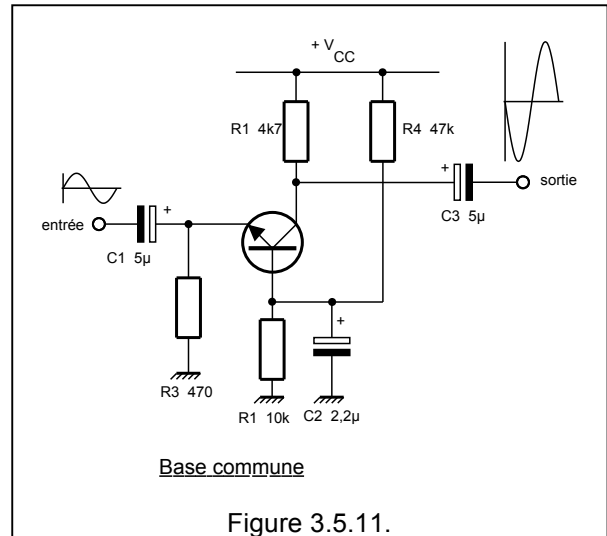 + VCC
R1 4k7
R4 47k
+
sortie
C3 5µ
entrée
+
C1 5µ
+
R3 470
R1 10k
C2 2,2µ
Base commune
Figure 3.5.11.